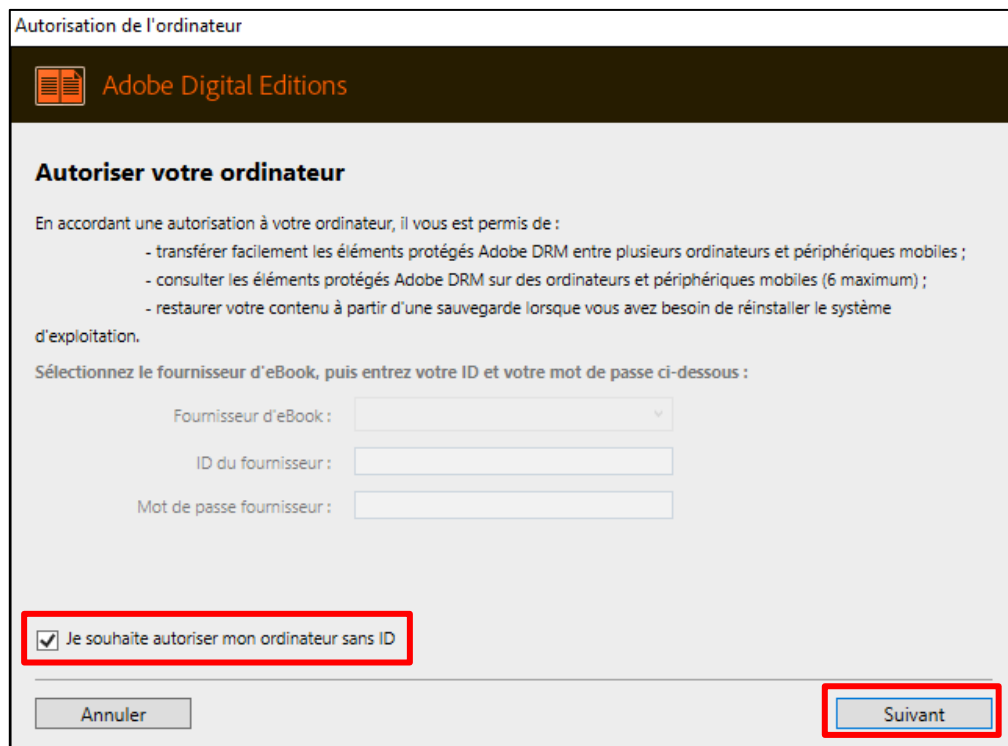 Autorisation de l'ordinateur
Adobe Digital Editions
Autoriser votre ordinateur
En accordant une autorisation à votre ordinateur, il vous est permis de :
- transférer facilement les éléments protégés Adobe DRM entre plusieurs ordinateurs et périphériques mobiles ;
- consulter les éléments protégés Adobe DRM sur des ordinateurs et périphériques mobiles (6 maximum) ;
- restaurer votre contenu à partir d'une sauvegarde lorsque vous avez besoin de réinstaller le système
d'exploitation.
Sélectionnez le fournisseur d'eBook, puis entrez votre ID et votre mot de passe ci-dessous :
Fournisseur d'eBook :
ID du fournisseur :
Mot de passe fournisseur :
Je souhaite autoriser mon ordinateur sans ID
Annuler
Suivant